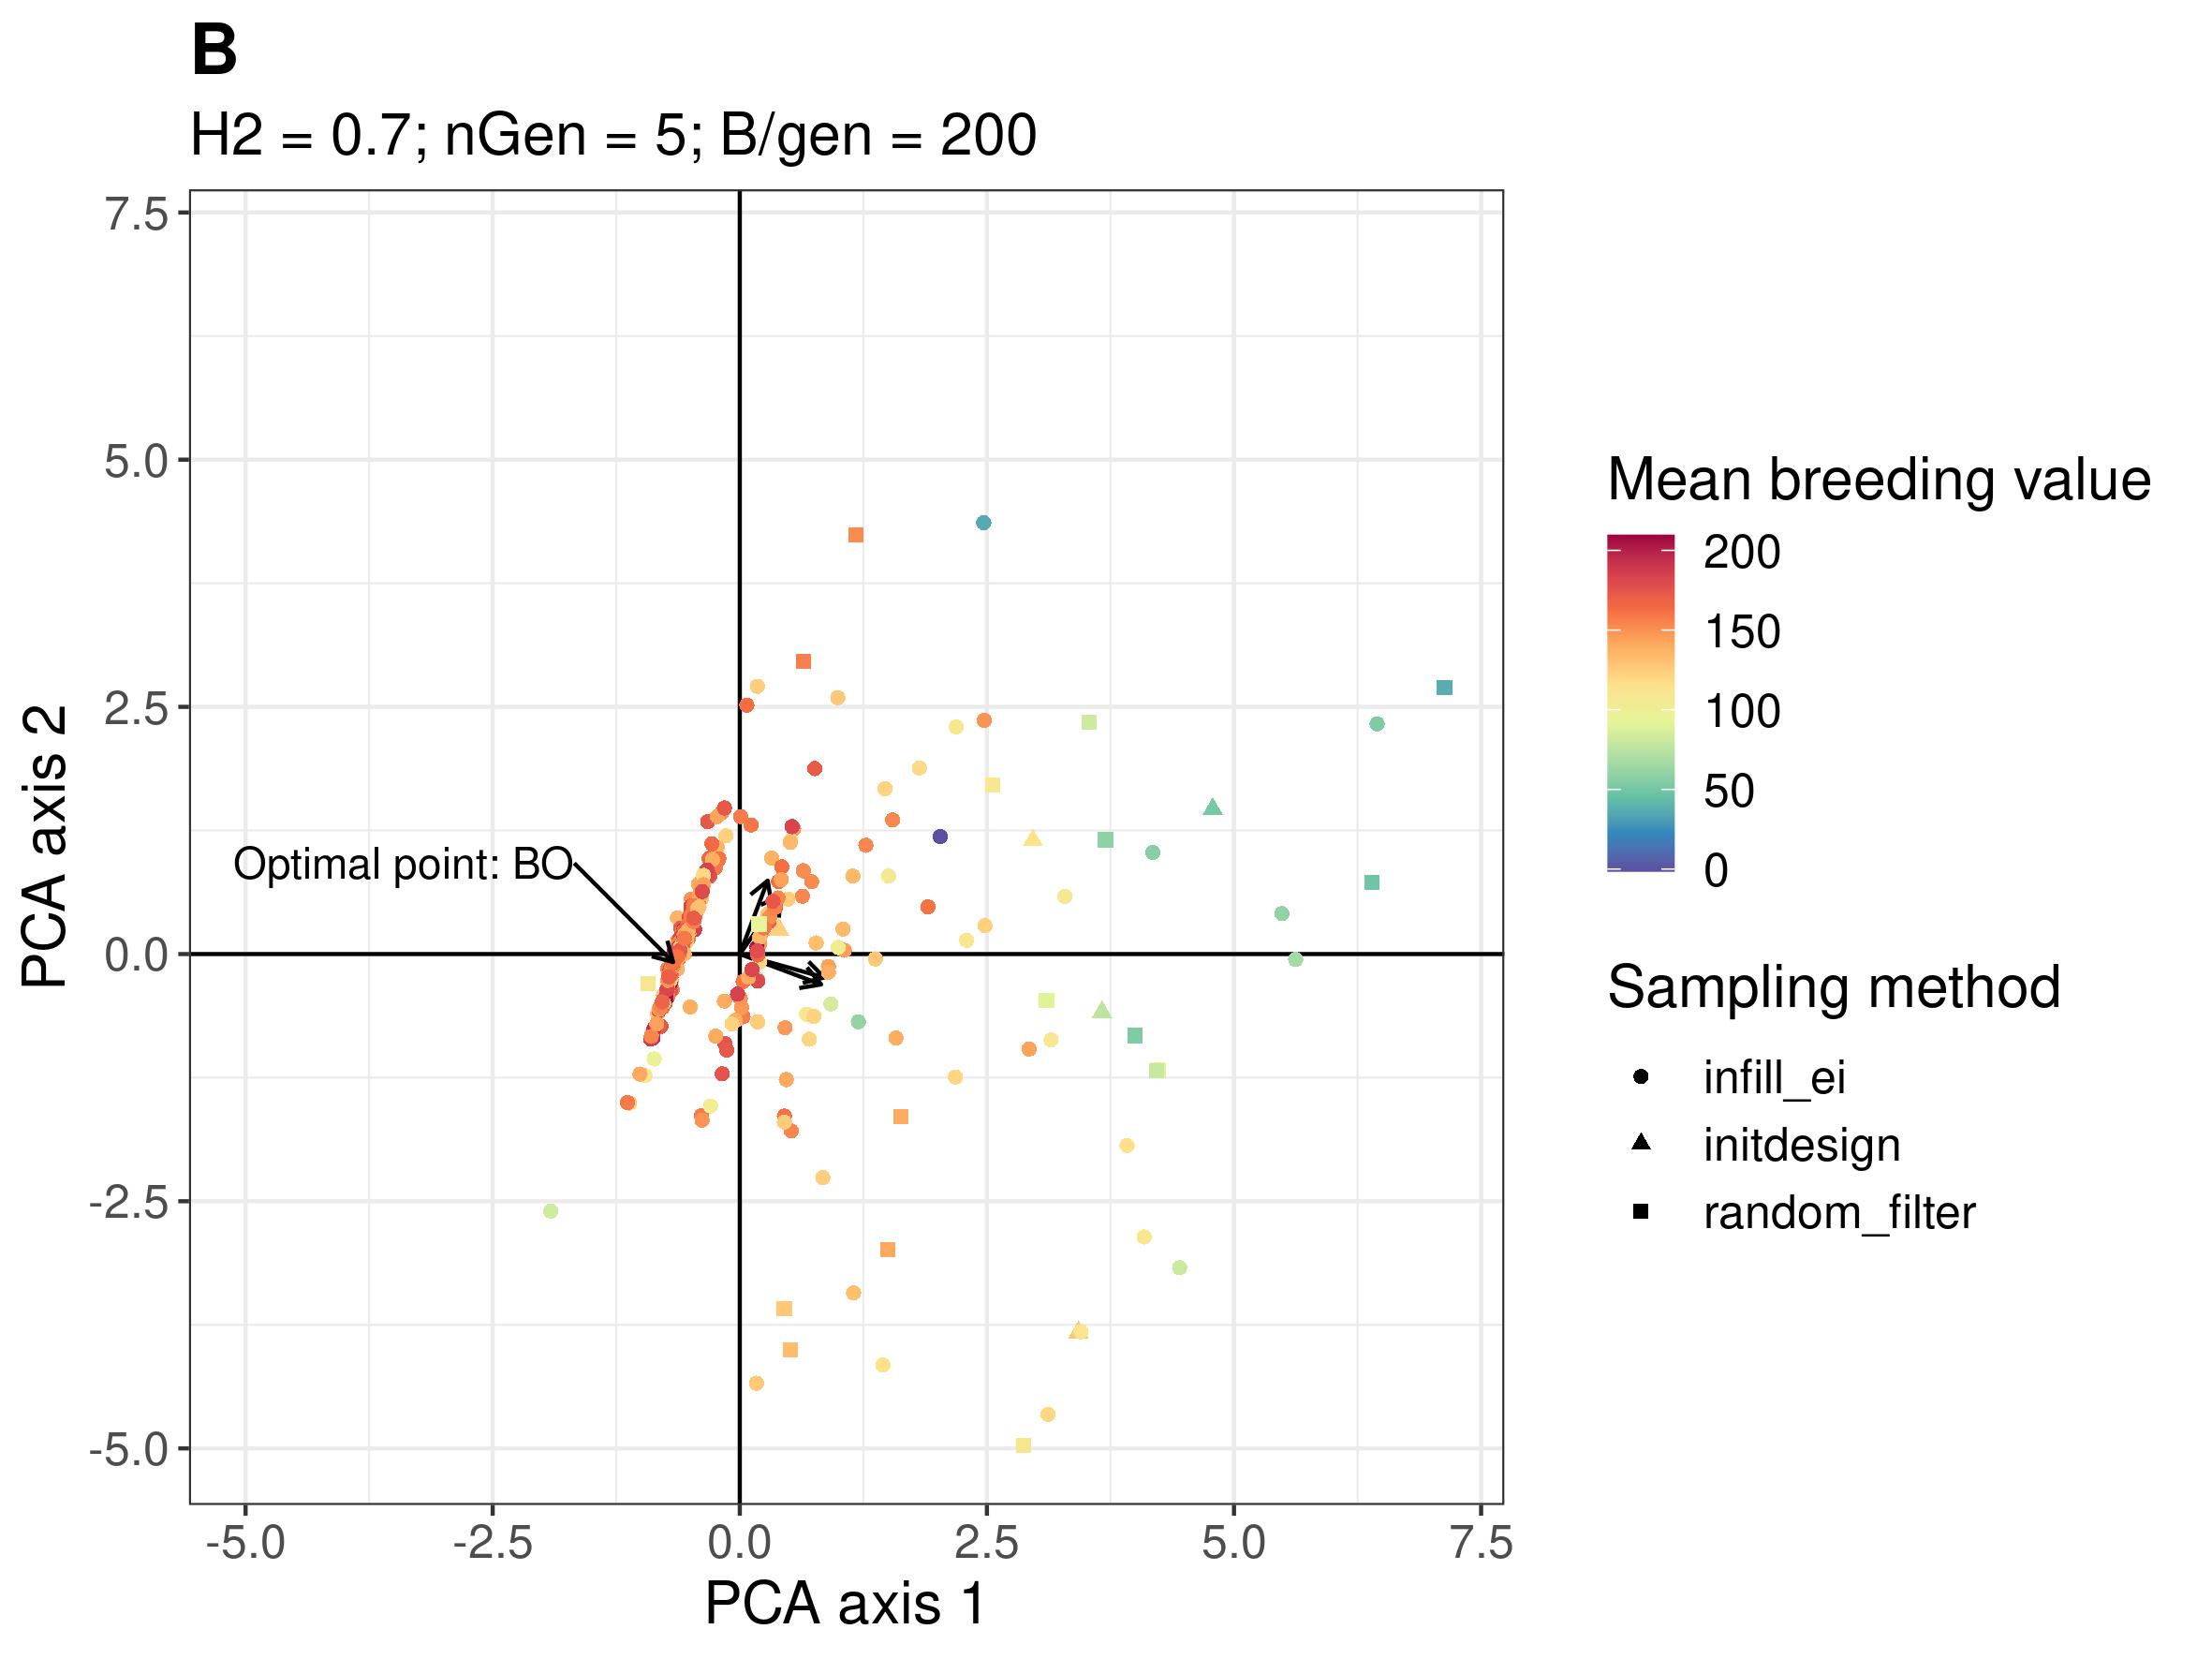 B
H2 = 0.7; nGen = 5; B/gen = 200
7.5
5.0
2.5
0.0
-2.5
-5.0
PCA axis 2
Optimal point: BO
-5.0
-2.5
0.0
2.5
5.0
7.5
PCA axis 1
Mean breeding value
200
150
100
50
0
Sampling method
infill_ei
initdesign
random_filter